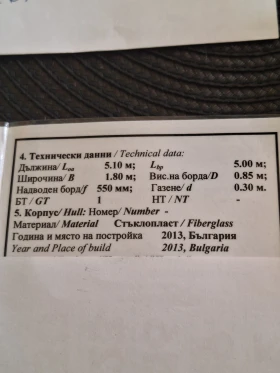 4. Технически данни / Technical data:
Дължина/ Loa 5.10 м; Lbp 5.00 м;
Широчина/ B 1.80 м; Вис.на борда/D 0.85 м;
Надводен борд/f 550 мм; Газене/ d 0.30 м.
БТ / GT 1 НТ / NT -
5. Корпус/ Hull: Номер/ Number -
Материал/ Material Стъклопласт / Fiberglass
Година и място на постройка 2013, България
Year and Place of build 2013, Bulgaria